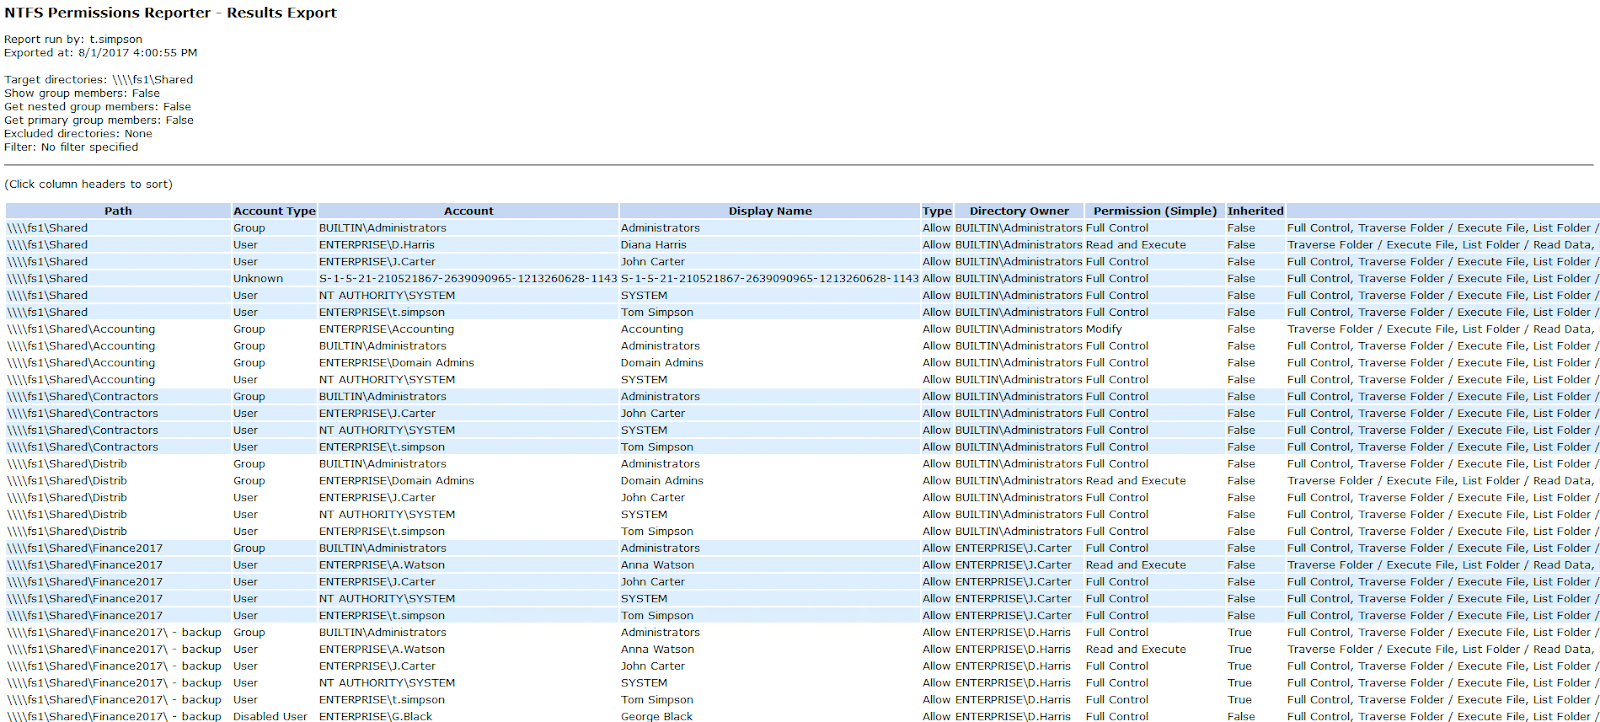 NTFS Permissions Reporter - Results Export
Report run by: t.simpson
Exported at: 8/1/2017 4:00:55 PM
Target directories: \\\\fs1\Shared
Show group members: False
Get nested group members: False
Get primary group members: False
Excluded directories: None
Filter: No filter specified
(Click column headers to sort)
Path Account Type Account Display Name Type Directory Owner Permission (Simple) Inherited
\\\\fs1\Shared Group BUILTIN\Administrators Administrators Allow BUILTIN\Administrators Full Control False Full Control, Traverse Folder / Execute File, List Folder /
\\\\fs1\Shared User ENTERPRISE\D.Harris Diana Harris Allow BUILTIN\Administrators Read and Execute False Traverse Folder / Execute File, List Folder / Read Data,
\\\\fs1\Shared User ENTERPRISE\J.Carter John Carter Allow BUILTIN\Administrators Full Control False Full Control, Traverse Folder / Execute File, List Folder /
\\\\fs1\Shared Unknown S-1-5-21-210521867-2639090965-1213260628-1143 S-1-5-21-210521867-2639090965-1213260628-1143 Allow BUILTIN\Administrators Full Control False Full Control, Traverse Folder / Execute File, List Folder /
\\\\fs1\Shared User NT AUTHORITY\SYSTEM SYSTEM Allow BUILTIN\Administrators Full Control False Full Control, Traverse Folder / Execute File, List Folder /
\\\\fs1\Shared User ENTERPRISE\t.simpson Tom Simpson Allow BUILTIN\Administrators Full Control False Full Control, Traverse Folder / Execute File, List Folder /
\\\\fs1\Shared\Accounting Group ENTERPRISE\Accounting Accounting Allow BUILTIN\Administrators Modify False Traverse Folder / Execute File, List Folder / Read Data,
\\\\fs1\Shared\Accounting Group BUILTIN\Administrators Administrators Allow BUILTIN\Administrators Full Control False Full Control, Traverse Folder / Execute File, List Folder /
\\\\fs1\Shared\Accounting Group ENTERPRISE\Domain Admins Domain Admins Allow BUILTIN\Administrators Full Control False Full Control, Traverse Folder / Execute File, List Folder /
\\\\fs1\Shared\Accounting User NT AUTHORITY\SYSTEM SYSTEM Allow BUILTIN\Administrators Full Control False Full Control, Traverse Folder / Execute File, List Folder /
\\\\fs1\Shared\Contractors Group BUILTIN\Administrators Administrators Allow BUILTIN\Administrators Full Control False Full Control, Traverse Folder / Execute File, List Folder /
\\\\fs1\Shared\Contractors User ENTERPRISE\J.Carter John Carter Allow BUILTIN\Administrators Full Control False Full Control, Traverse Folder / Execute File, List Folder /
\\\\fs1\Shared\Contractors User NT AUTHORITY\SYSTEM SYSTEM Allow BUILTIN\Administrators Full Control False Full Control, Traverse Folder / Execute File, List Folder /
\\\\fs1\Shared\Contractors User ENTERPRISE\t.simpson Tom Simpson Allow BUILTIN\Administrators Full Control False Full Control, Traverse Folder / Execute File, List Folder /
\\\\fs1\Shared\Distrib Group BUILTIN\Administrators Administrators Allow BUILTIN\Administrators Full Control False Full Control, Traverse Folder / Execute File, List Folder /
\\\\fs1\Shared\Distrib Group ENTERPRISE\Domain Admins Domain Admins Allow BUILTIN\Administrators Read and Execute False Traverse Folder / Execute File, List Folder / Read Data,
\\\\fs1\Shared\Distrib User ENTERPRISE\J.Carter John Carter Allow BUILTIN\Administrators Full Control False Full Control, Traverse Folder / Execute File, List Folder /
\\\\fs1\Shared\Distrib User NT AUTHORITY\SYSTEM SYSTEM Allow BUILTIN\Administrators Full Control False Full Control, Traverse Folder / Execute File, List Folder /
\\\\fs1\Shared\Distrib User ENTERPRISE\t.simpson Tom Simpson Allow BUILTIN\Administrators Full Control False Full Control, Traverse Folder / Execute File, List Folder /
\\\\fs1\Shared\Finance2017 Group BUILTIN\Administrators Administrators Allow ENTERPRISE\J.Carter Full Control False Full Control, Traverse Folder / Execute File, List Folder /
\\\\fs1\Shared\Finance2017 User ENTERPRISE\A.Watson Anna Watson Allow ENTERPRISE\J.Carter Read and Execute False Traverse Folder / Execute File, List Folder / Read Data,
\\\\fs1\Shared\Finance2017 User ENTERPRISE\J.Carter John Carter Allow ENTERPRISE\J.Carter Full Control False Full Control, Traverse Folder / Execute File, List Folder /
\\\\fs1\Shared\Finance2017 User NT AUTHORITY\SYSTEM SYSTEM Allow ENTERPRISE\J.Carter Full Control False Full Control, Traverse Folder / Execute File, List Folder /
\\\\fs1\Shared\Finance2017 User ENTERPRISE\t.simpson Tom Simpson Allow ENTERPRISE\J.Carter Full Control False Full Control, Traverse Folder / Execute File, List Folder /
\\\\fs1\Shared\Finance2017\ - backup Group BUILTIN\Administrators Administrators Allow ENTERPRISE\D.Harris Full Control True Full Control, Traverse Folder / Execute File, List Folder /
\\\\fs1\Shared\Finance2017\ - backup User ENTERPRISE\A.Watson Anna Watson Allow ENTERPRISE\D.Harris Read and Execute True Traverse Folder / Execute File, List Folder / Read Data,
\\\\fs1\Shared\Finance2017\ - backup User ENTERPRISE\J.Carter John Carter Allow ENTERPRISE\D.Harris Full Control True Full Control, Traverse Folder / Execute File, List Folder /
\\\\fs1\Shared\Finance2017\ - backup User NT AUTHORITY\SYSTEM SYSTEM Allow ENTERPRISE\D.Harris Full Control True Full Control, Traverse Folder / Execute File, List Folder /
\\\\fs1\Shared\Finance2017\ - backup User ENTERPRISE\t.simpson Tom Simpson Allow ENTERPRISE\D.Harris Full Control True Full Control, Traverse Folder / Execute File, List Folder /
\\\\fs1\Shared\Finance2017\ - backup Disabled User ENTERPRISE\G.Black George Black Allow ENTERPRISE\D.Harris Full Control False Full Control, Traverse Folder / Execute File, List Folder /